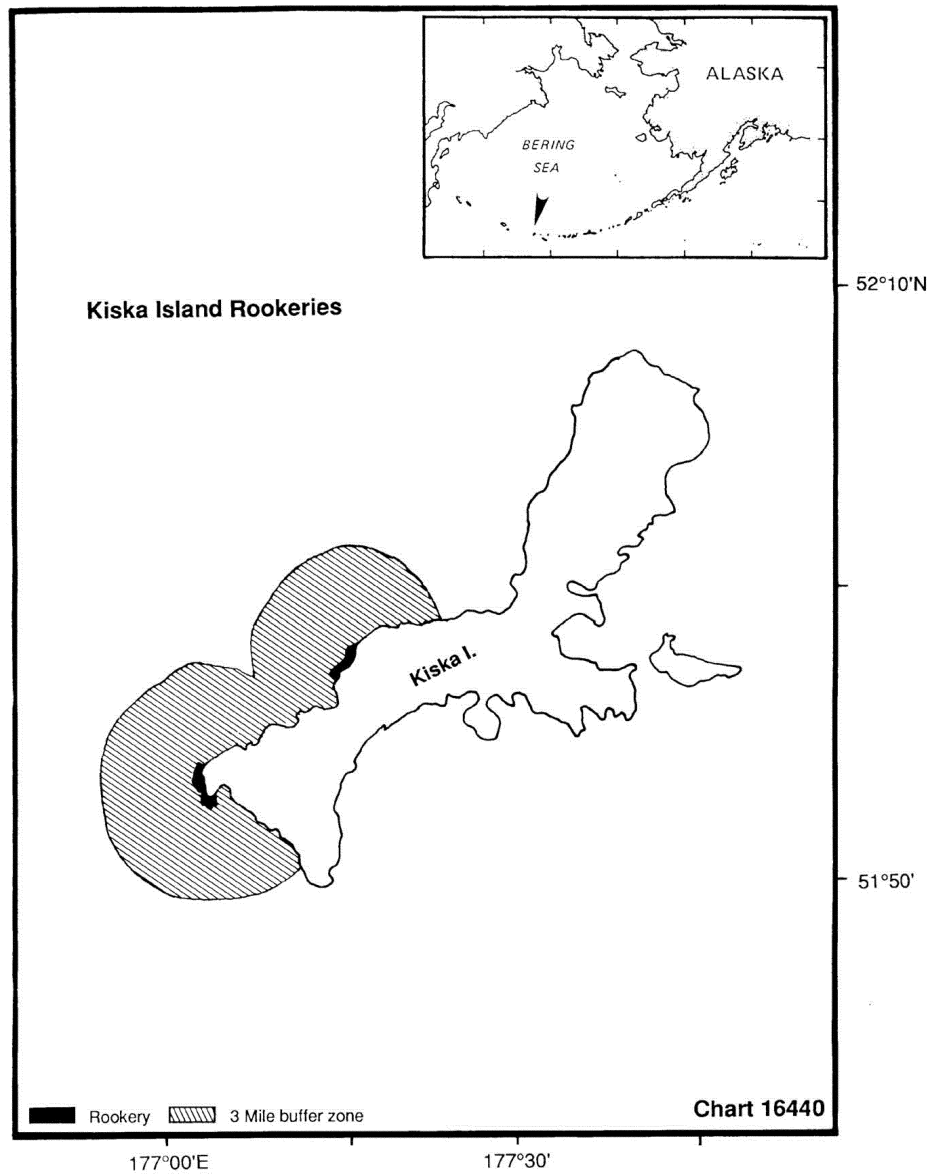 ALASKA
BERING
SEA
52°10'N
Kiska Island Rookeries
Kiska I.
51°50'
Rookery 3 Mile buffer zone
Chart 16440
177°00'E 177°30'